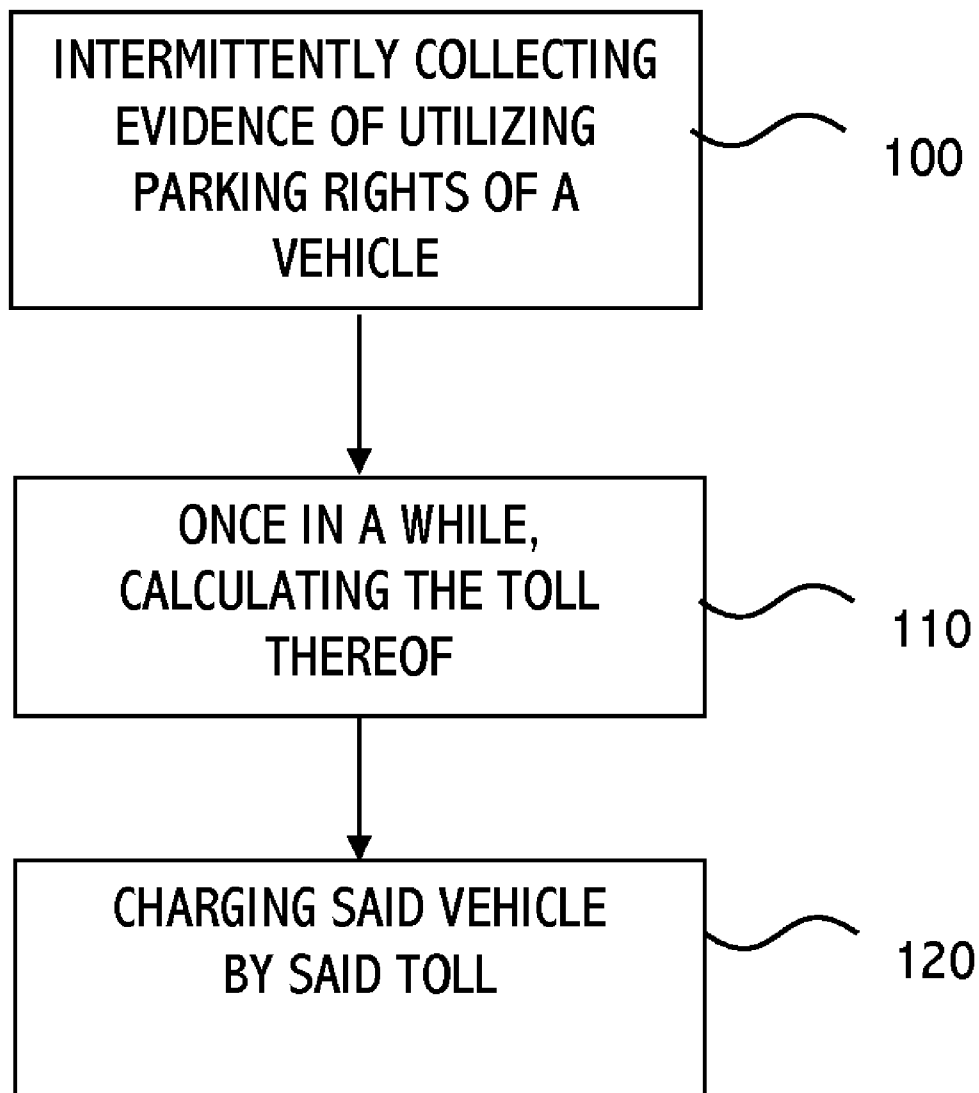 INTERMITTENTLY COLLECTING
EVIDENCE OF UTILIZING
PARKING RIGHTS OF A
VEHICLE
100
ONCE IN A WHILE,
CALCULATING THE TOLL
THEREOF
110
CHARGING SAID VEHICLE
BY SAID TOLL
120